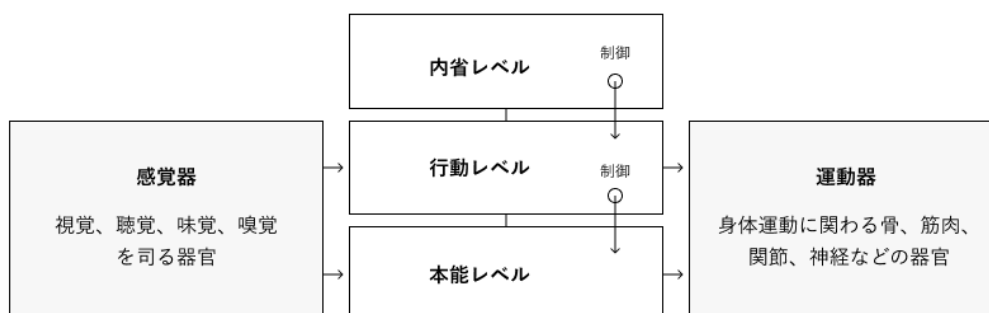 内省レベル
制御
感覚器
視覚、聴覚、味覚、嗅覚
を司る器官
行動レベル
制御
本能レベル
運動器
身体運動に関わる骨、筋肉、
関節、神経などの器官